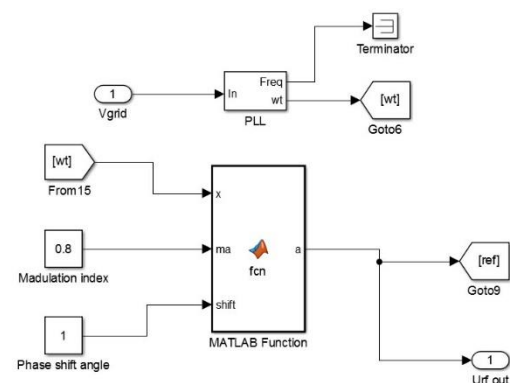 Terminator
Freq
1
In
wt
[wt]
Vgrid
PLL
Goto6
[wt]
From15
x
0.8
ma
a
[ref]
Madulation index
fcn
Goto9
1
shift
Phase shift angle
MATLAB Function
1
Urf out